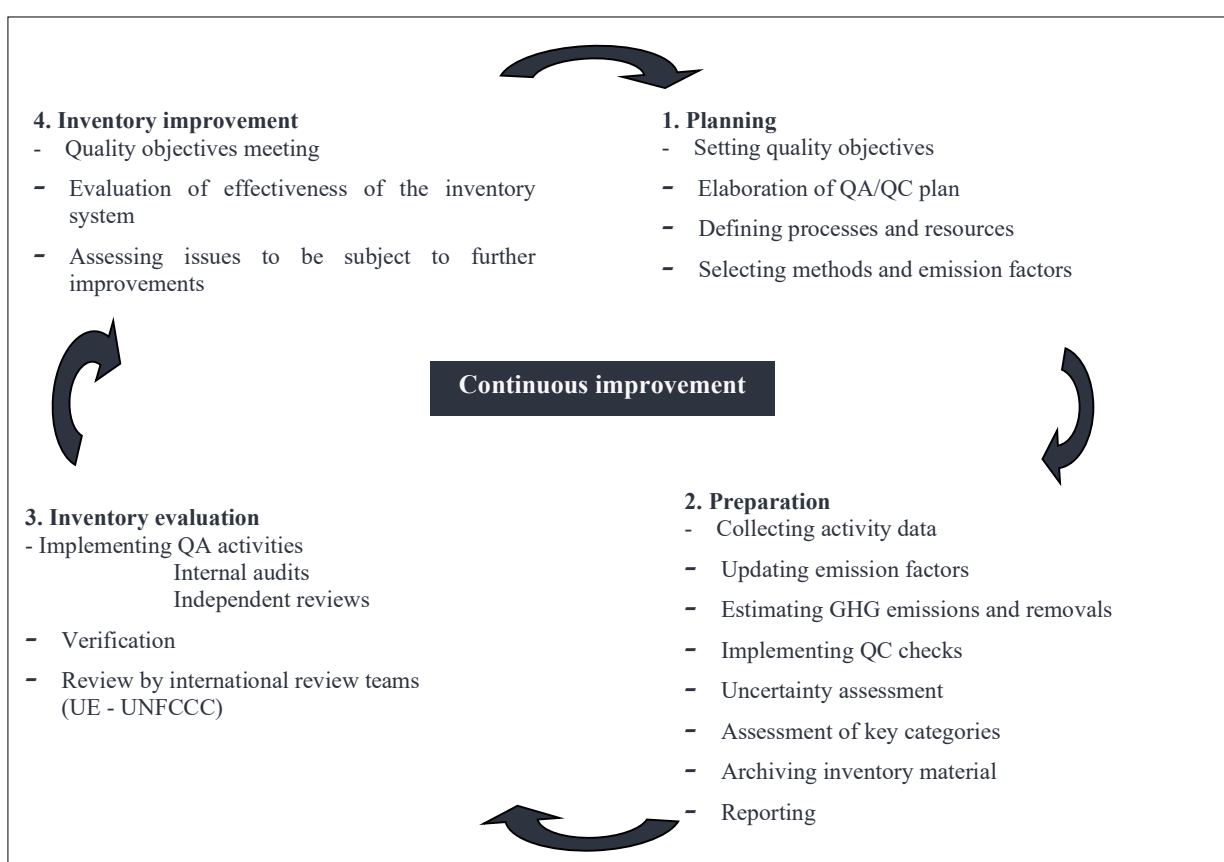 4. Inventory improvement
- Quality objectives meeting
- Evaluation of effectiveness of the inventory
system
- Assessing issues to be subject to further
improvements
1. Planning
- Setting quality objectives
- Elaboration of QA/QC plan
- Defining processes and resources
- Selecting methods and emission factors
Continuous improvement
3. Inventory evaluation
- Implementing QA activities
Internal audits
Independent reviews
- Verification
- Review by international review teams
(UE - UNFCCC)
2. Preparation
- Collecting activity data
- Updating emission factors
- Estimating GHG emissions and removals
- Implementing QC checks
- Uncertainty assessment
- Assessment of key categories
- Archiving inventory material
- Reporting